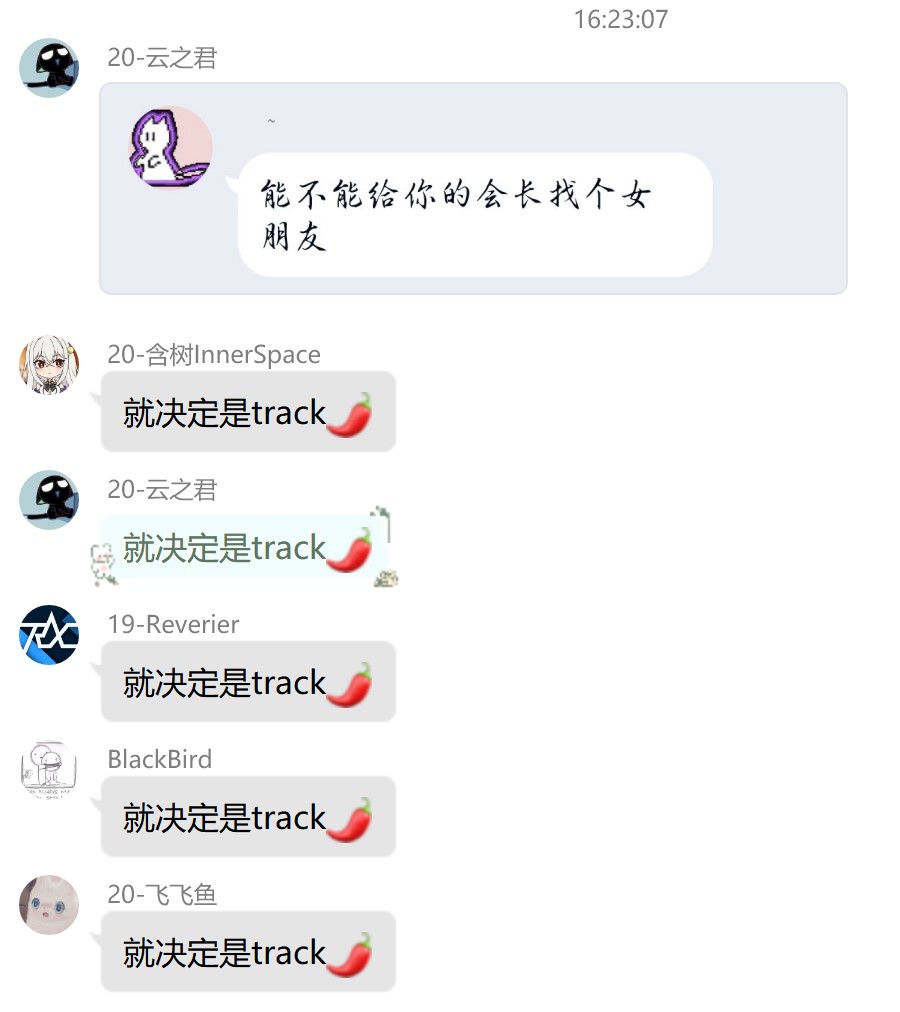 16:23:07
20-云之君
~
能不能给你的会长找个女
朋友
20-含树InnerSpace
就决定是track🌶
20-云之君
就决定是track🌶
19-Reverier
就决定是track🌶
BlackBird
就决定是track🌶
20-飞飞鱼
就决定是track🌶